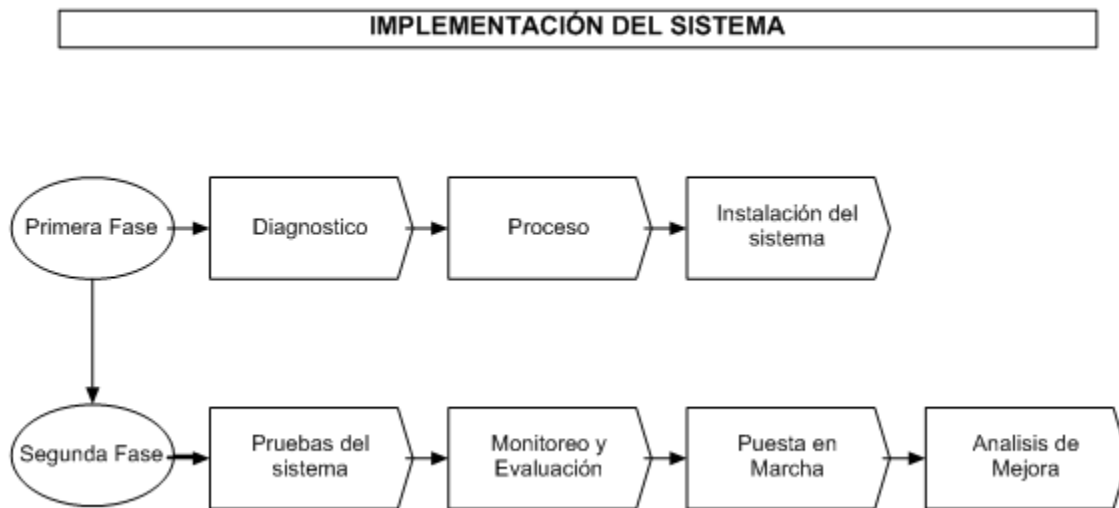 IMPLEMENTACIÓN DEL SISTEMA
Primera Fase
Diagnostico
Proceso
Instalación del
sistema
Segunda Fase
Pruebas del
sistema
Monitoreo y
Evaluación
Puesta en
Marcha
Analisis de
Mejora